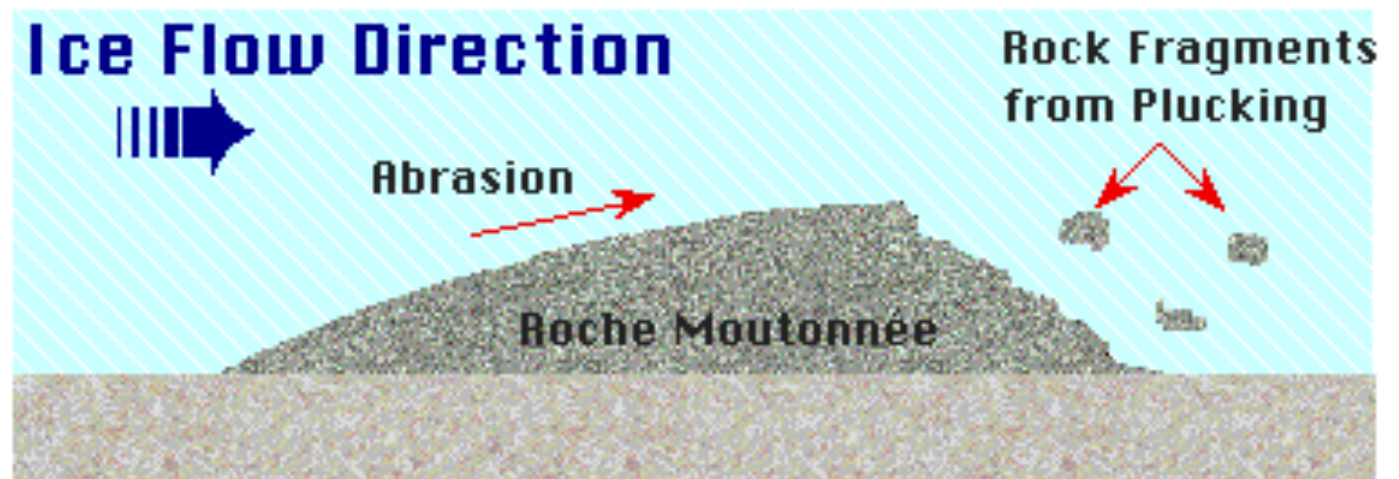 Ice Flow Direction
Rock Fragments
from Plucking
Abrasion
Roche Moutonnée